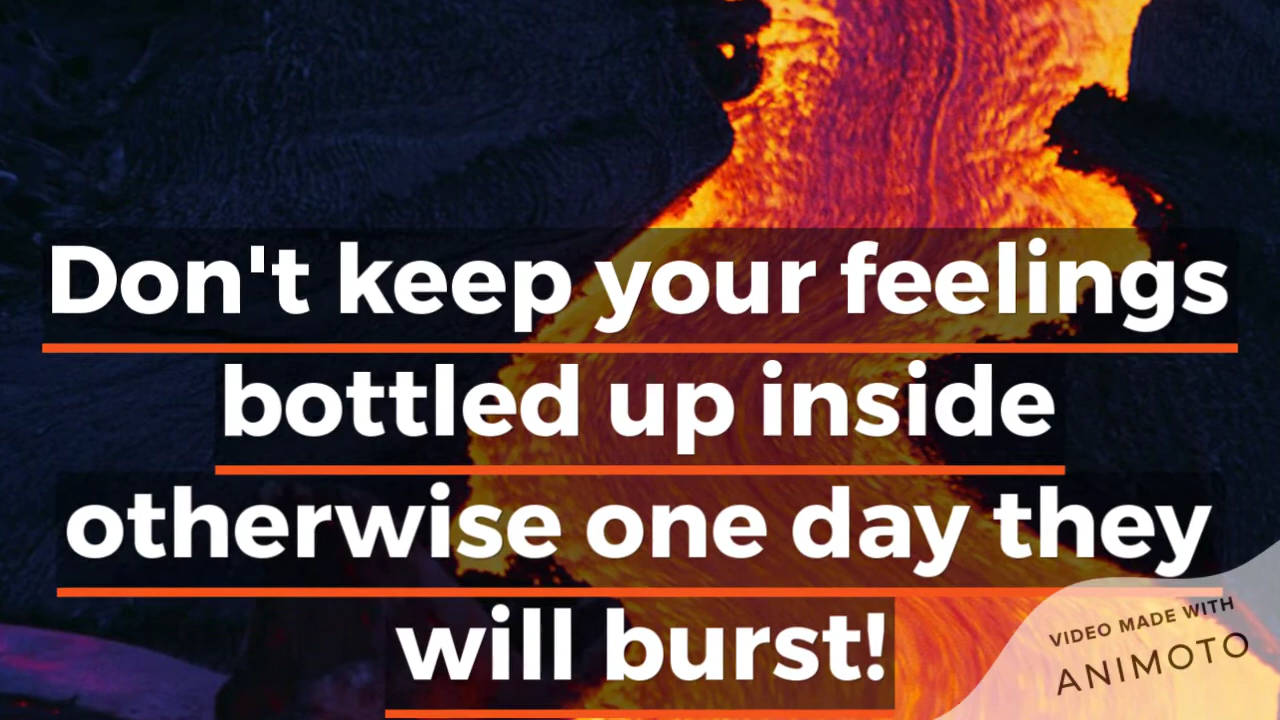 Don't keep your feelings
bottled up inside
otherwise one day they
will burst!
VIDEO MADE WITH
ANIMOTO